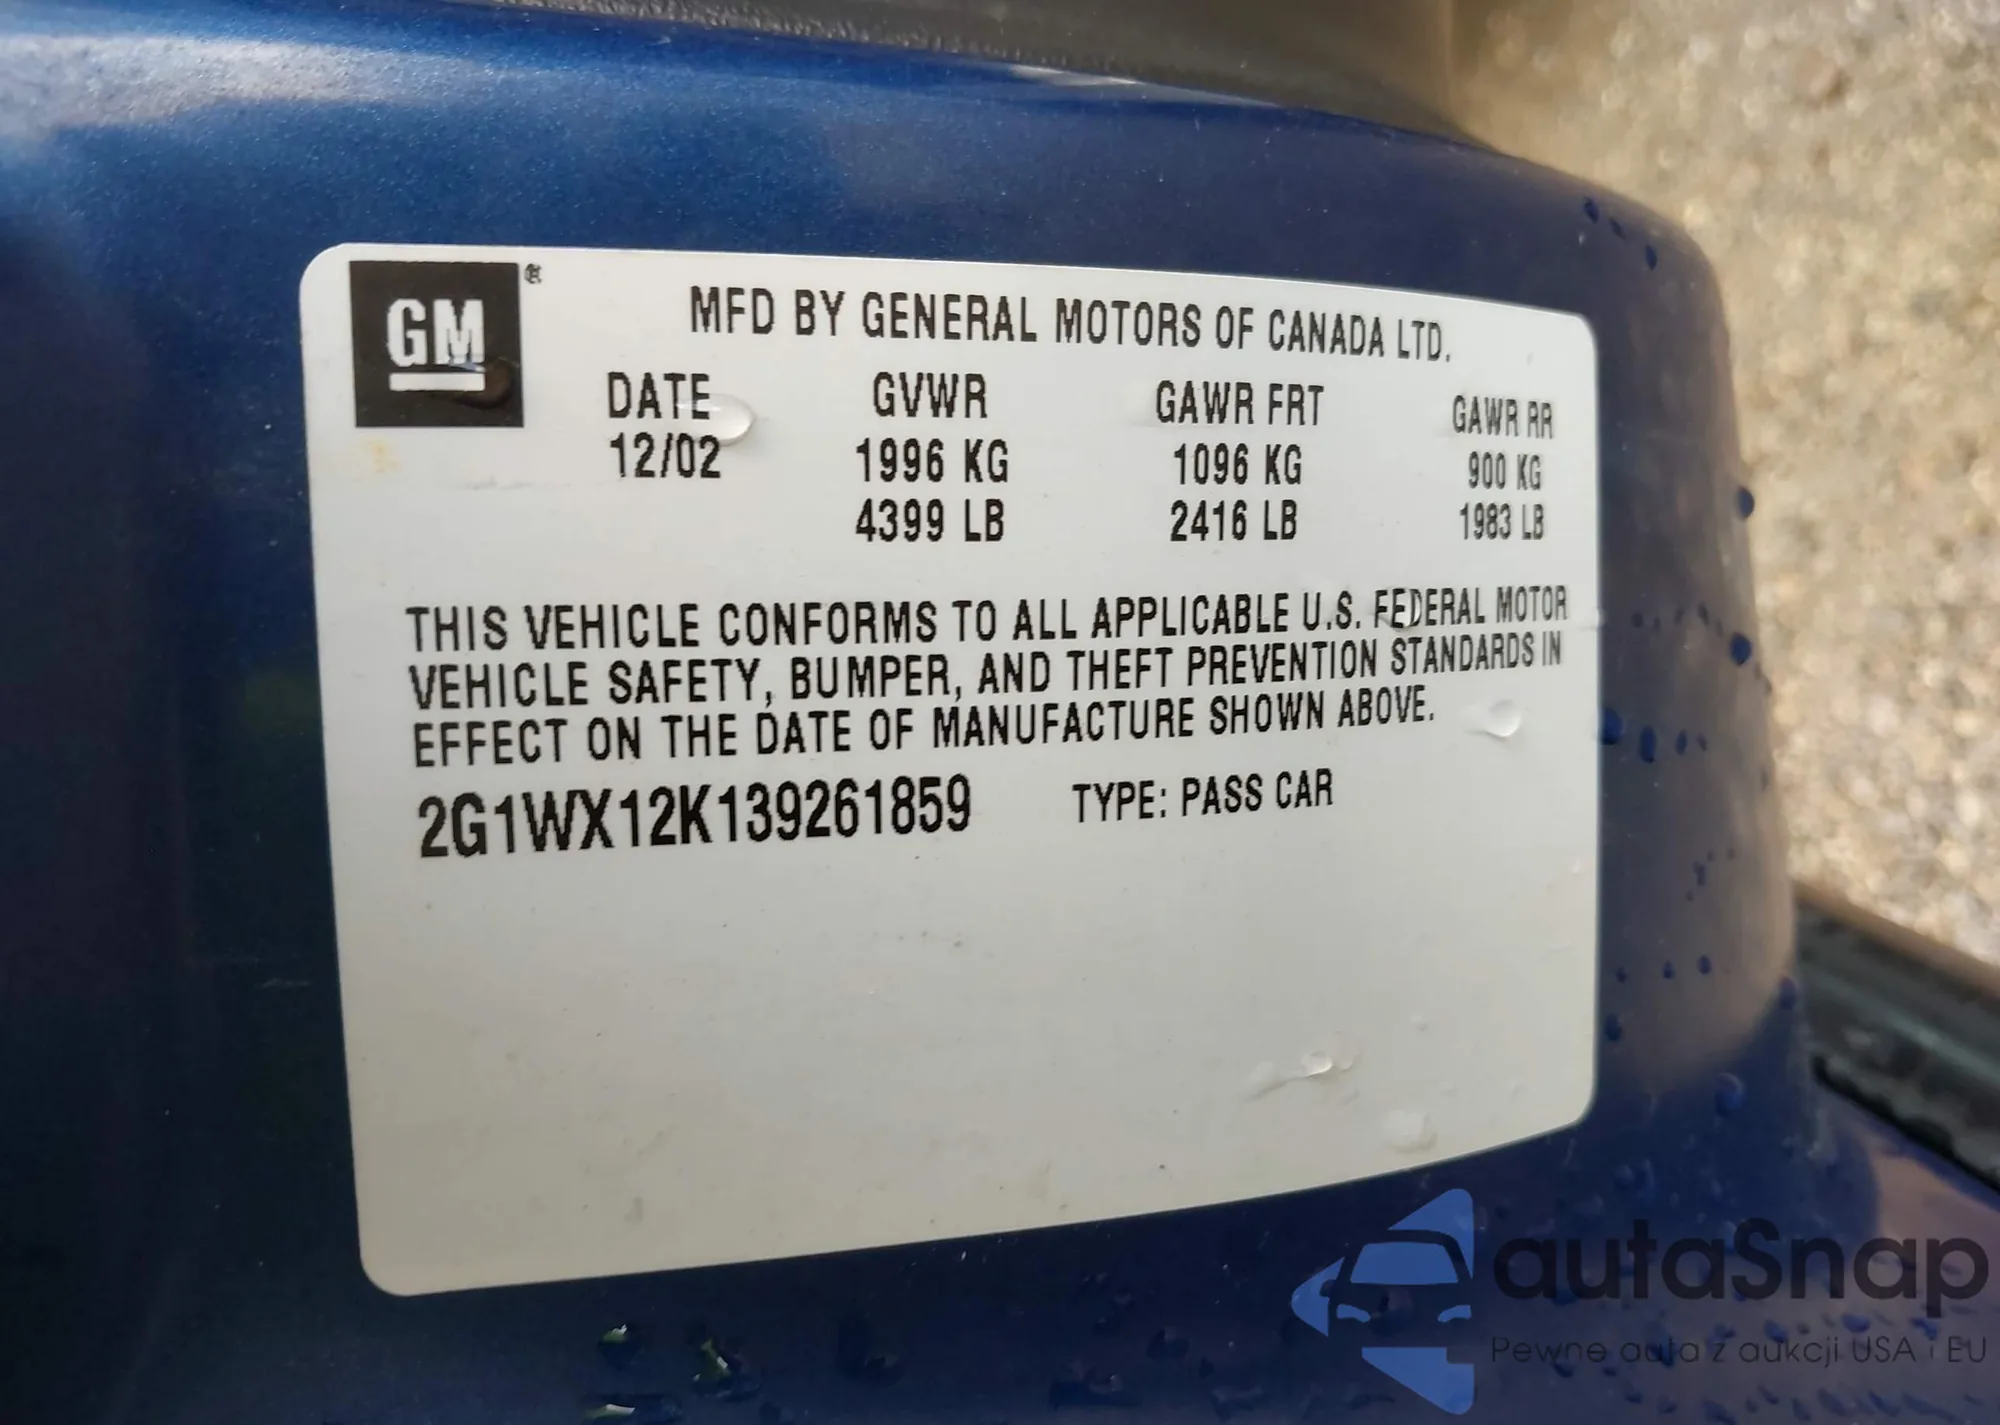 GM ®
MFD BY GENERAL MOTORS OF CANADA LTD.
DATE GVWR GAWR FRT GAWR RR
12/02 1996 KG 1096 KG 900 KG
4399 LB 2416 LB 1983 LB
THIS VEHICLE CONFORMS TO ALL APPLICABLE U.S. FEDERAL MOTOR
VEHICLE SAFETY, BUMPER, AND THEFT PREVENTION STANDARDS IN
EFFECT ON THE DATE OF MANUFACTURE SHOWN ABOVE.
2G1WX12K139261859 TYPE: PASS CAR
autaSnap
Pewne auta z aukcji USA i EU